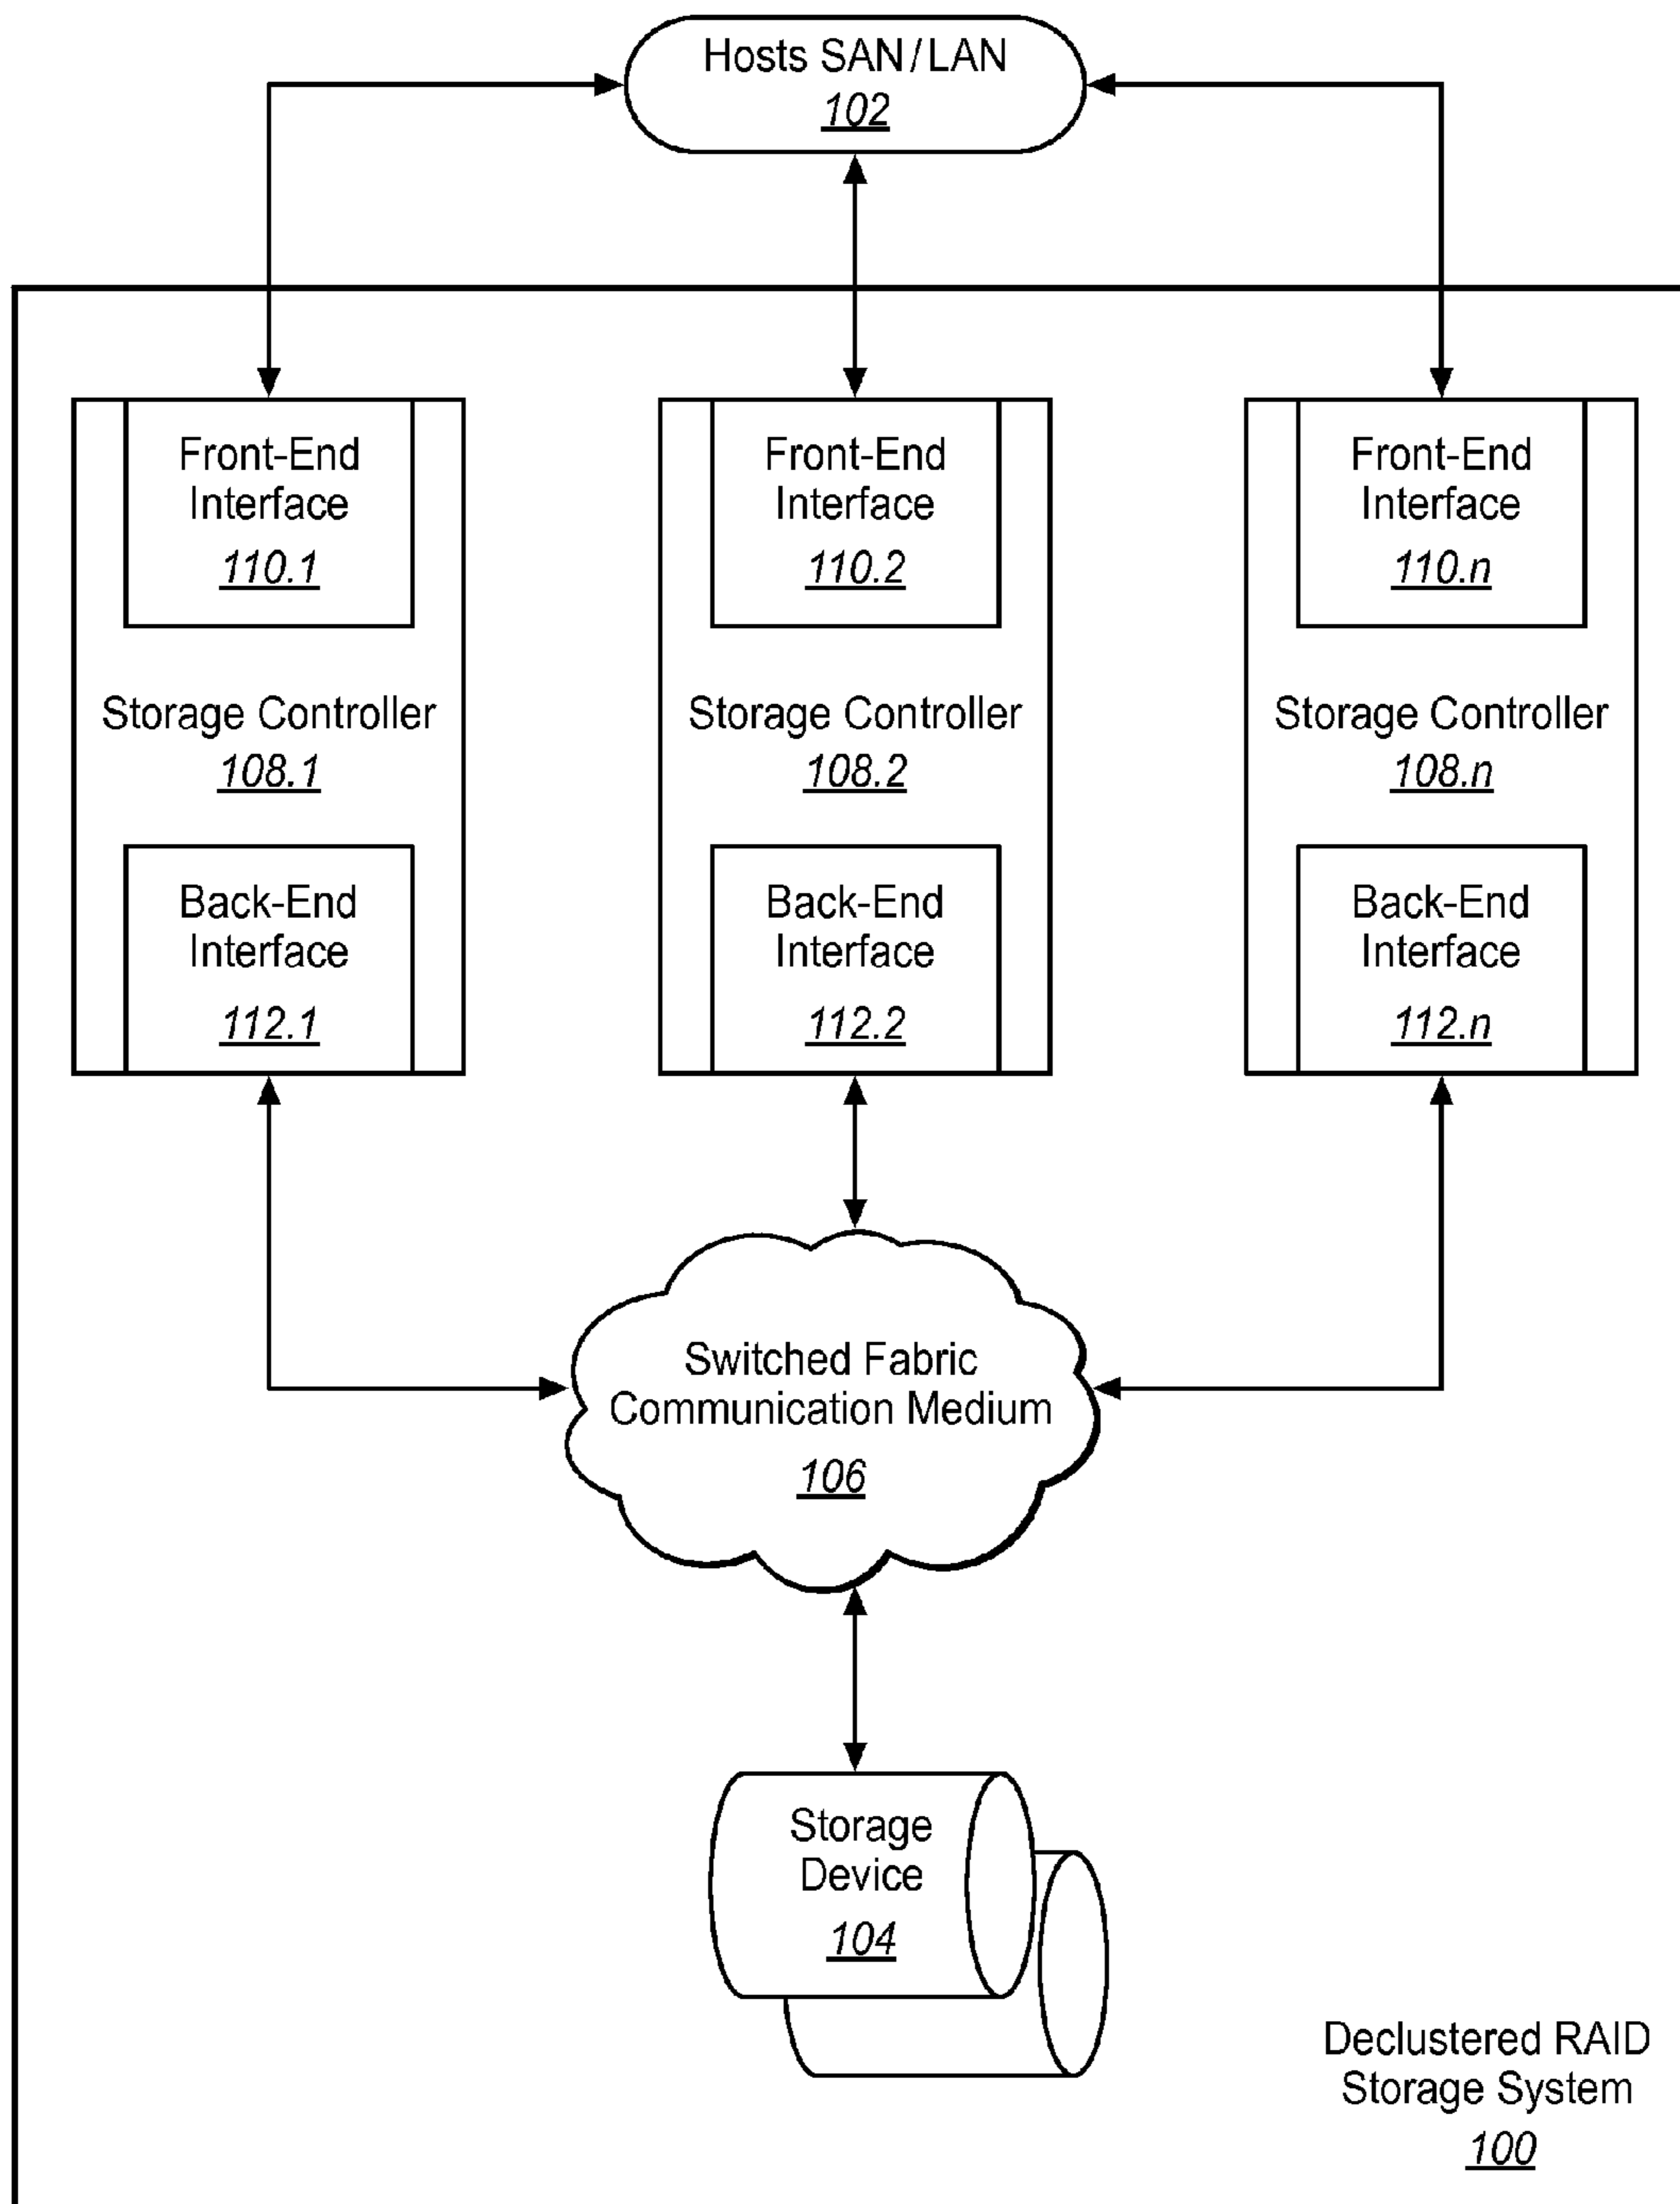 Hosts SAN/LAN
102
Front-End
Interface
110.1
Storage Controller
108.1
Back-End
Interface
112.1
Front-End
Interface
110.2
Storage Controller
108.2
Back-End
Interface
112.2
Front-End
Interface
110.n
Storage Controller
108.n
Back-End
Interface
112.n
Switched Fabric
Communication Medium
106
Storage
Device
104
Declustered RAID
Storage System
100